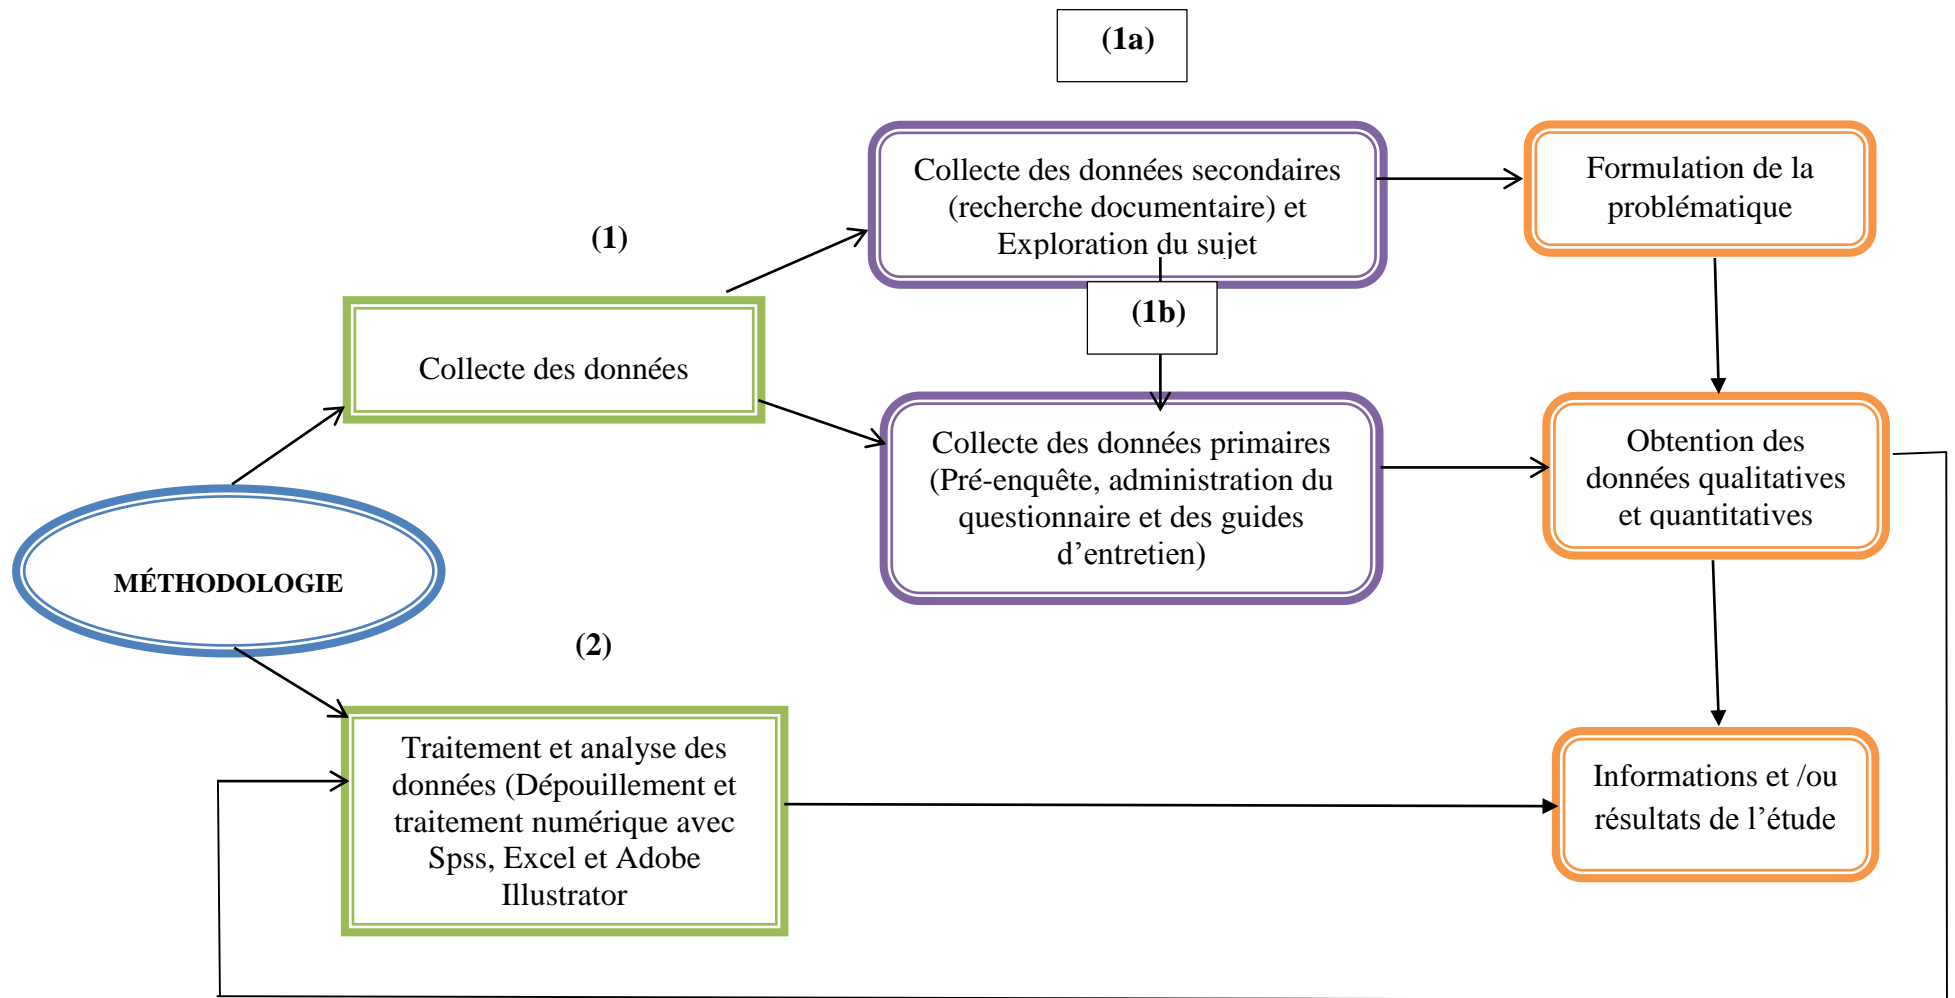 (1a)
Collecte des données secondaires
(recherche documentaire) et
Exploration du sujet
Formulation de la
problématique
(1)
(1b)
Collecte des données
Collecte des données primaires
(Pré-enquête, administration du
questionnaire et des guides
d’entretien)
Obtention des
données qualitatives
et quantitatives
MÉTHODOLOGIE
(2)
Traitement et analyse des
données (Dépouillement et
traitement numérique avec
Spss, Excel et Adobe
Illustrator
Informations et /ou
résultats de l’étude